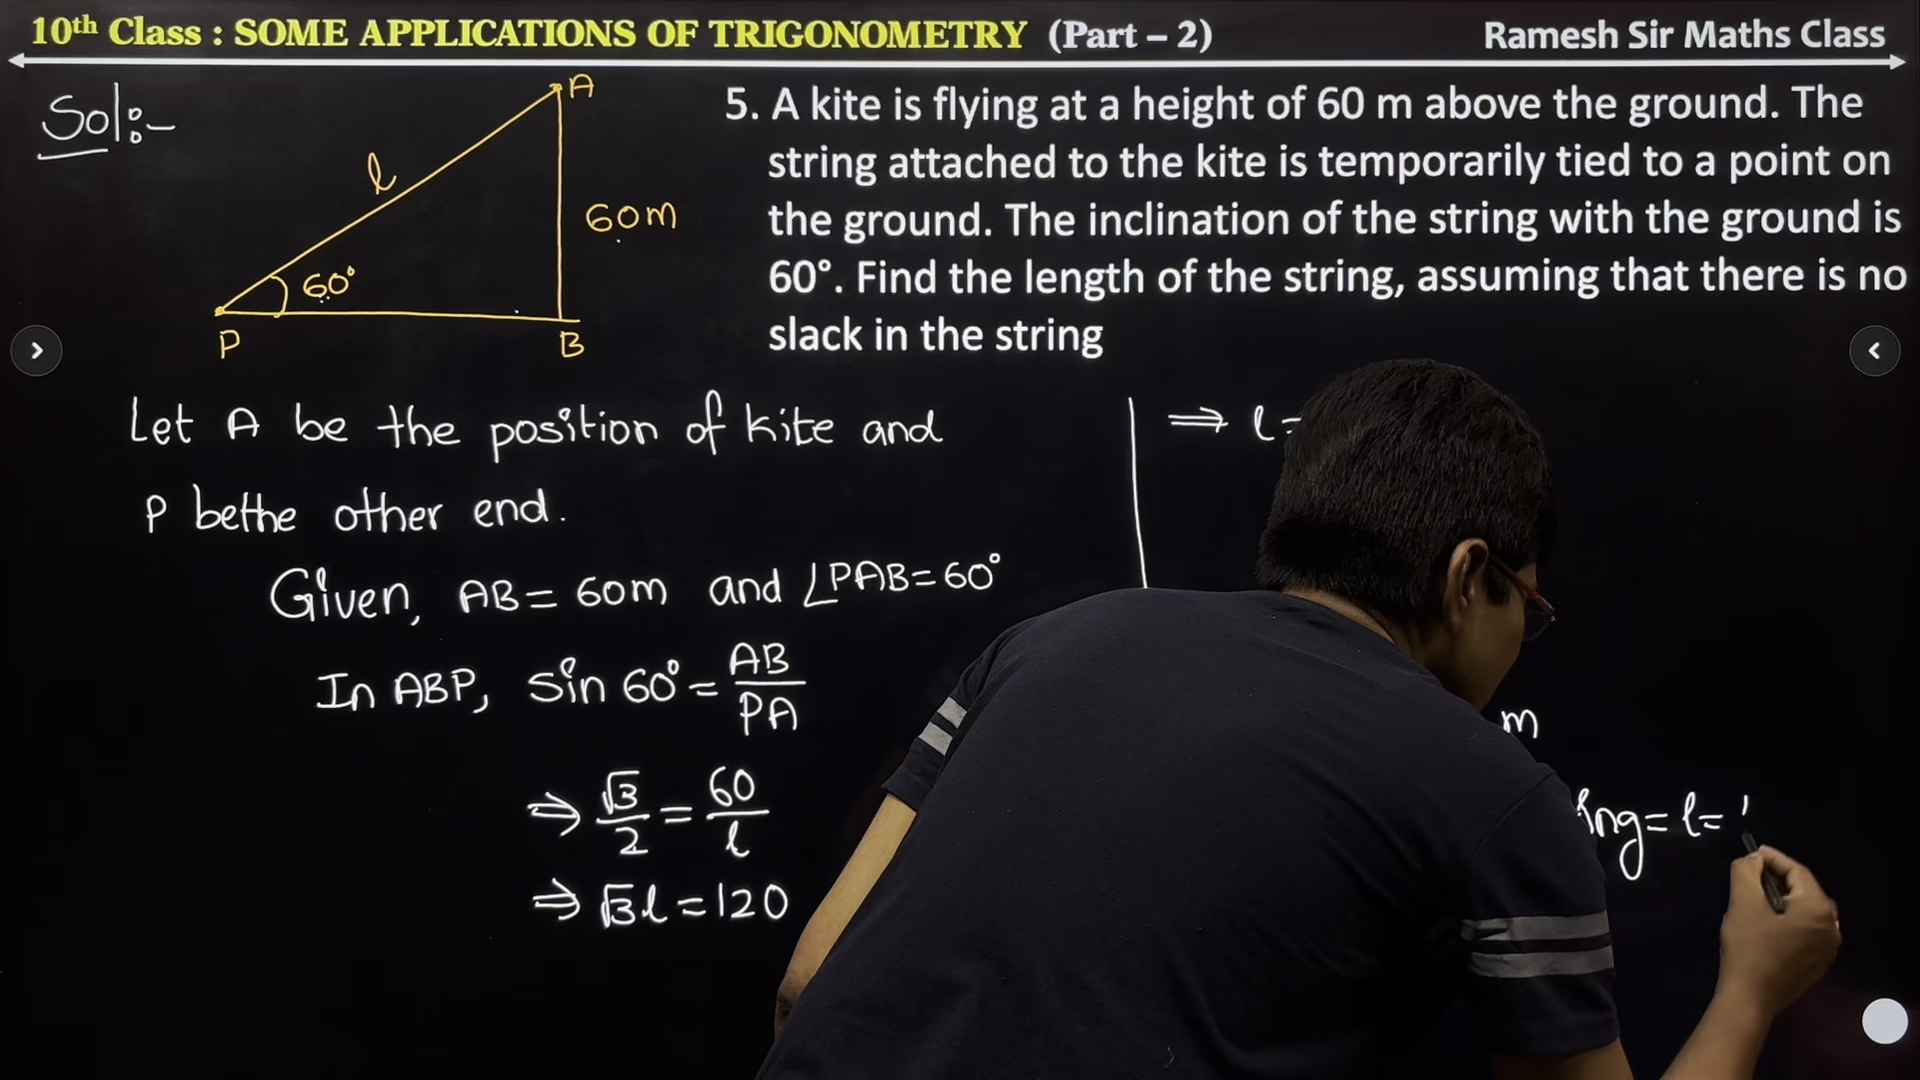 10th Class : SOME APPLICATIONS OF TRIGONOMETRY (Part – 2) Ramesh Sir Maths Class
Sol:-
A
l
60m
60°
P
B
5. A kite is flying at a height of 60 m above the ground. The
string attached to the kite is temporarily tied to a point on
the ground. The inclination of the string with the ground is
60°. Find the length of the string, assuming that there is no
slack in the string
Let A be the position of kite and
P bethe other end.
Given, AB = 60m and ∠PAB=60°
In ABP, Sin 60° = AB/PA
⇒ √3/2 = 60/l
⇒ √3l = 120
⇒ l =
m
ing = l =